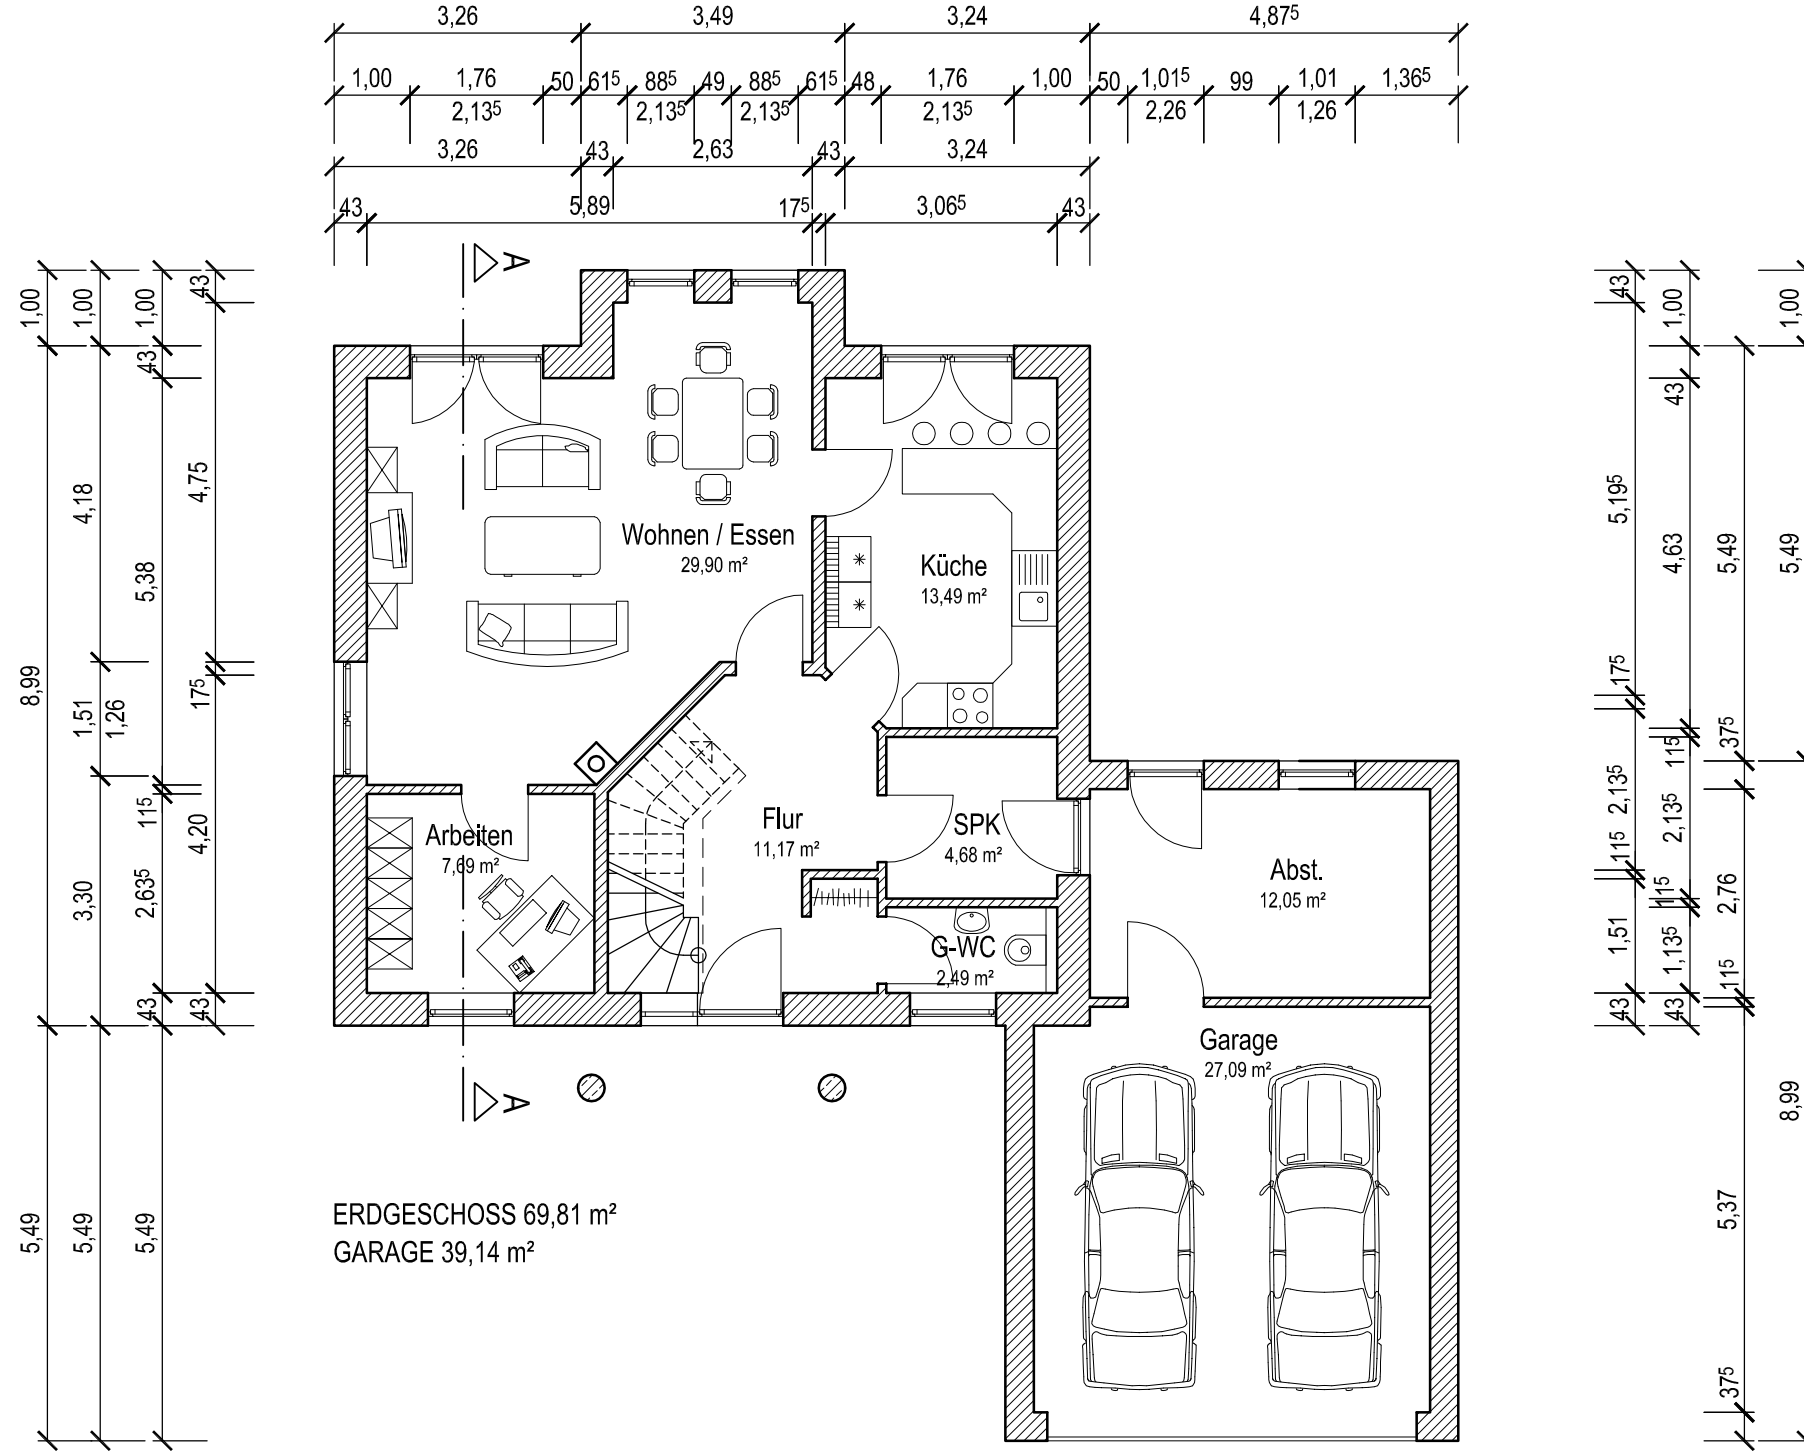 3,26 3,49 3,24 4,87⁵
1,00 1,76 50 61⁵ 88⁵ 49 88⁵ 61⁵ 48 1,76 1,00 50 1,01⁵ 99 1,01 1,36⁵
2,13⁵ 2,13⁵ 2,13⁵ 2,13⁵ 2,26 1,26
3,26 43 2,63 43 3,24
43 5,89 17⁵ 3,06⁵ 43
A
1,00 8,99 5,49
1,00 4,18 1,51 1,26 3,30 5,49
1,00 43 5,38 11⁵ 2,63⁵ 43 5,49
43 4,75 17⁵ 4,20 43
Wohnen / Essen
29,90 m²
Küche
13,49 m²
Flur
11,17 m²
SPK
4,68 m²
Arbeiten
7,69 m²
Abst.
12,05 m²
G-WC
2,49 m²
Garage
27,09 m²
A
ERDGESCHOSS 69,81 m²
GARAGE 39,14 m²
43 5,19⁵ 17⁵ 2,13⁵ 11⁵ 1,51 43
1,00 43 4,63 11⁵ 2,13⁵ 11⁵ 1,13⁵ 43
5,49 37⁵ 2,76 11⁵ 5,37 37⁵
1,00 5,49 8,99